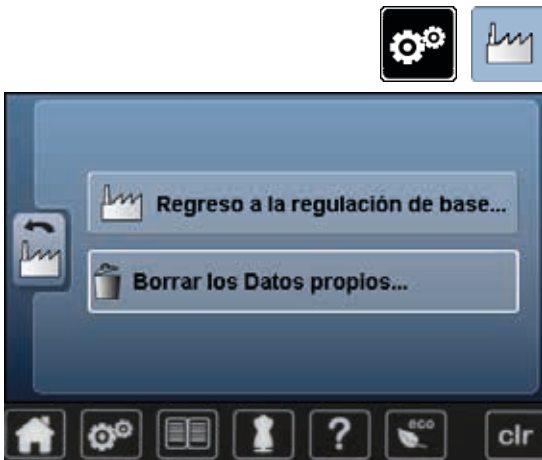 Regreso a la regulación de base...
Borrar los Datos propios...
?
eco
clr